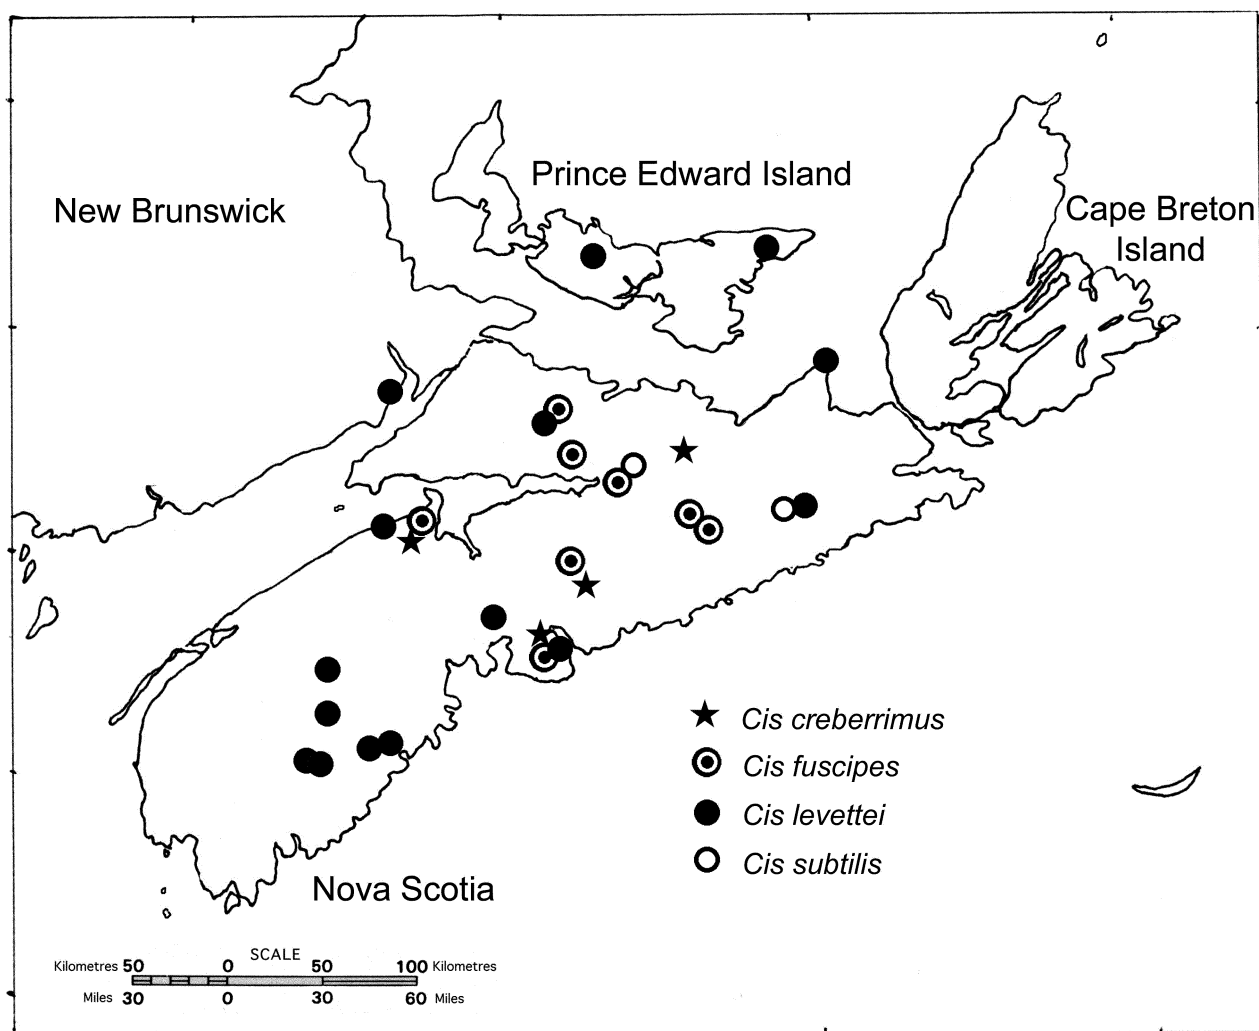 Prince Edward Island
New Brunswick
Cape Breton
Island
Cis creberrimus
Cis fuscipes
Cis levettei
Cis subtilis
Nova Scotia
SCALE
Kilometres 50 0 50 100 Kilometres
Miles 30 0 30 60 Miles